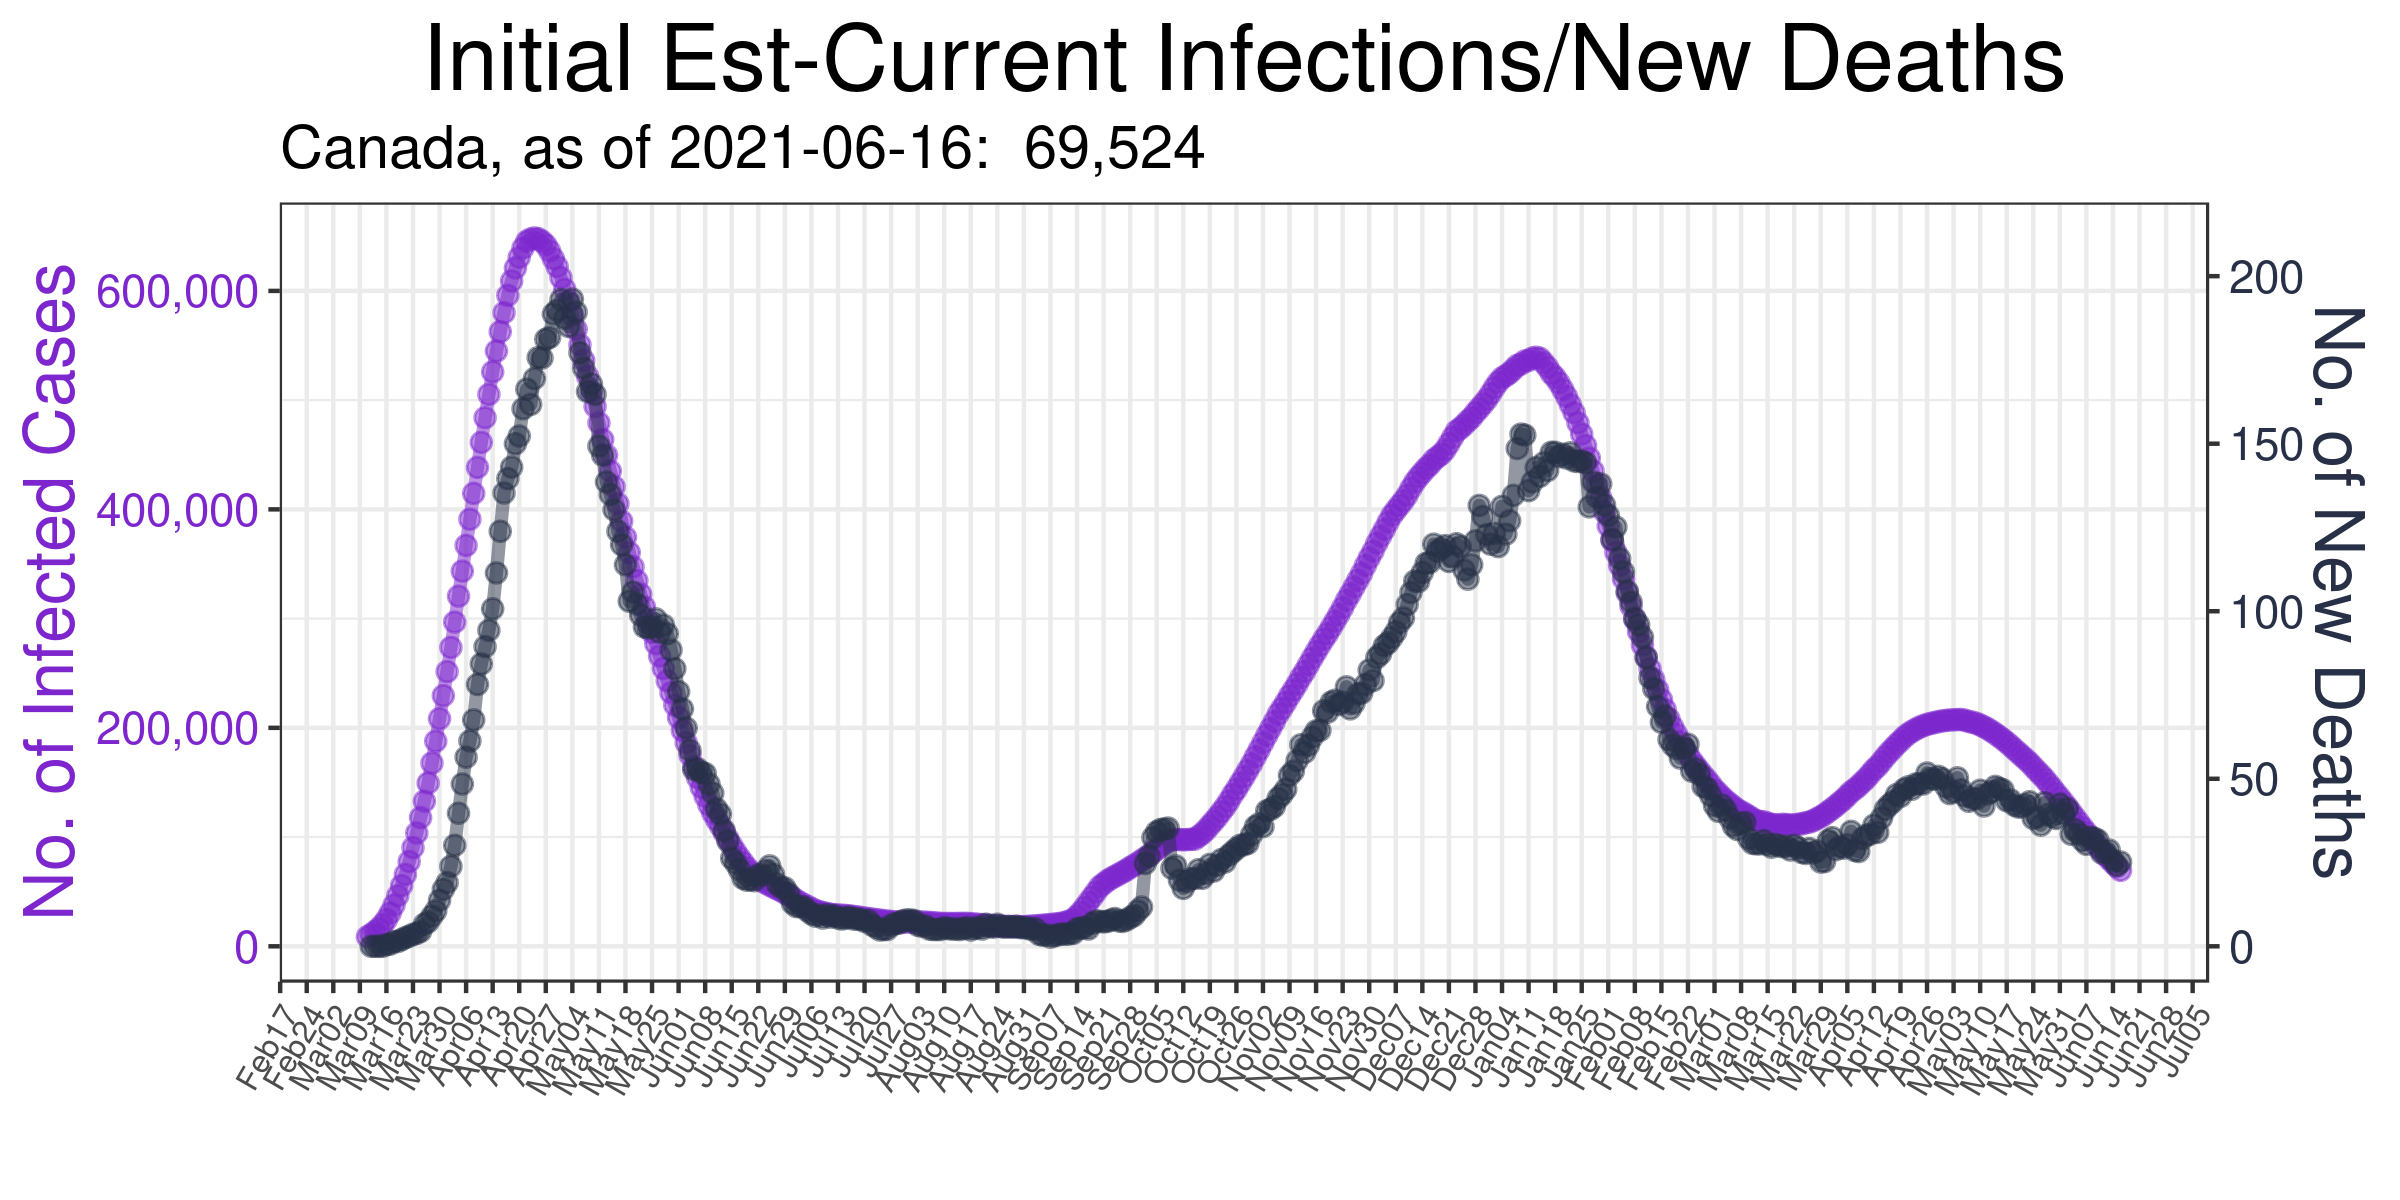 Initial Est-Current Infections/New Deaths
Canada, as of 2021-06-16:  69,524
No. of Infected Cases
600,000
400,000
200,000
0
200
150
100
50
0
No. of New Deaths
Feb17
Feb24
Mar02
Mar09
Mar16
Mar23
Mar30
Apr06
Apr13
Apr20
Apr27
May04
May11
May18
May25
Jun01
Jun08
Jun15
Jun22
Jun29
Jul06
Jul13
Jul20
Jul27
Aug03
Aug10
Aug17
Aug24
Aug31
Sep07
Sep14
Sep21
Sep28
Oct05
Oct12
Oct19
Oct26
Nov02
Nov09
Nov16
Nov23
Nov30
Dec07
Dec14
Dec21
Dec28
Jan04
Jan11
Jan18
Jan25
Feb01
Feb08
Feb15
Feb22
Mar01
Mar08
Mar15
Mar22
Mar29
Apr05
Apr12
Apr19
Apr26
May03
May10
May17
May24
May31
Jun07
Jun14
Jun21
Jun28
Jul05